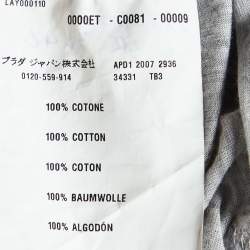 LAY000110
0000ET - C0081 - 00009
プラダ ジャパン株式会社 APD1 2007 2936
0120-559-914 34331 TB3
100% COTONE
100% COTTON
100% COTON
100% BAUMWOLLE
100% ALGODÓN